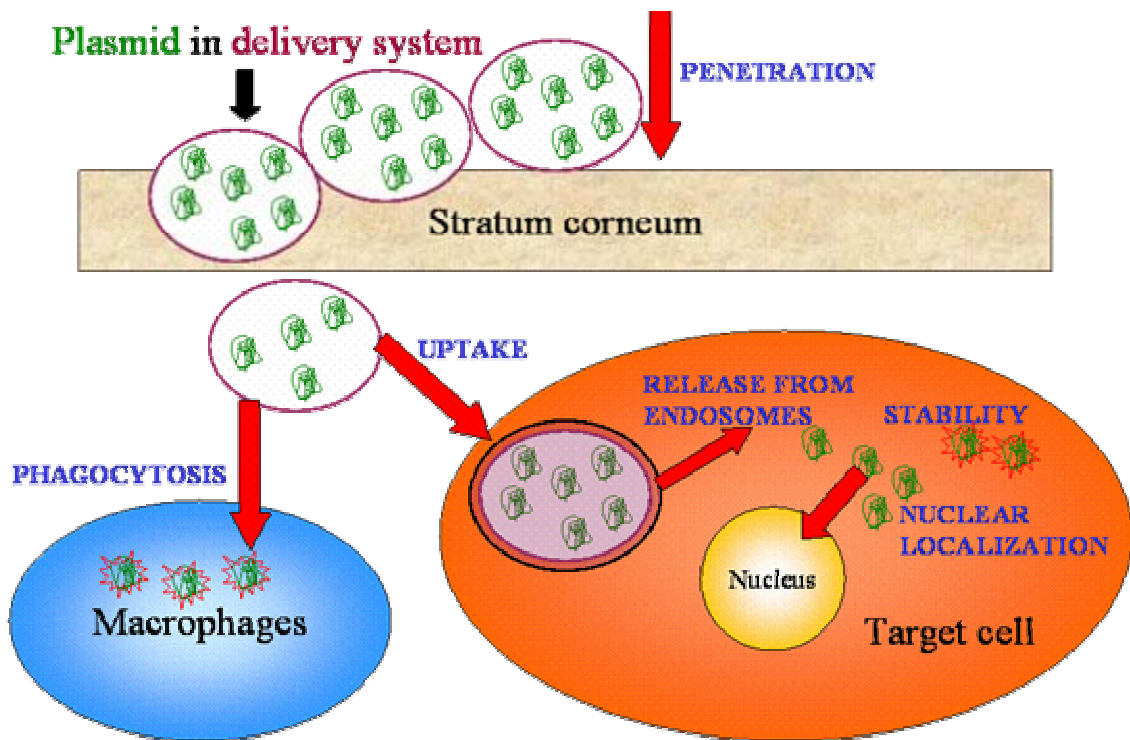 Plasmid in delivery system
PENETRATION
Stratum corneum
UPTAKE
RELEASE FROM
ENDOSOMES
STABILITY
PHAGOCYTOSIS
NUCLEAR
LOCALIZATION
Nucleus
Macrophages
Target cell